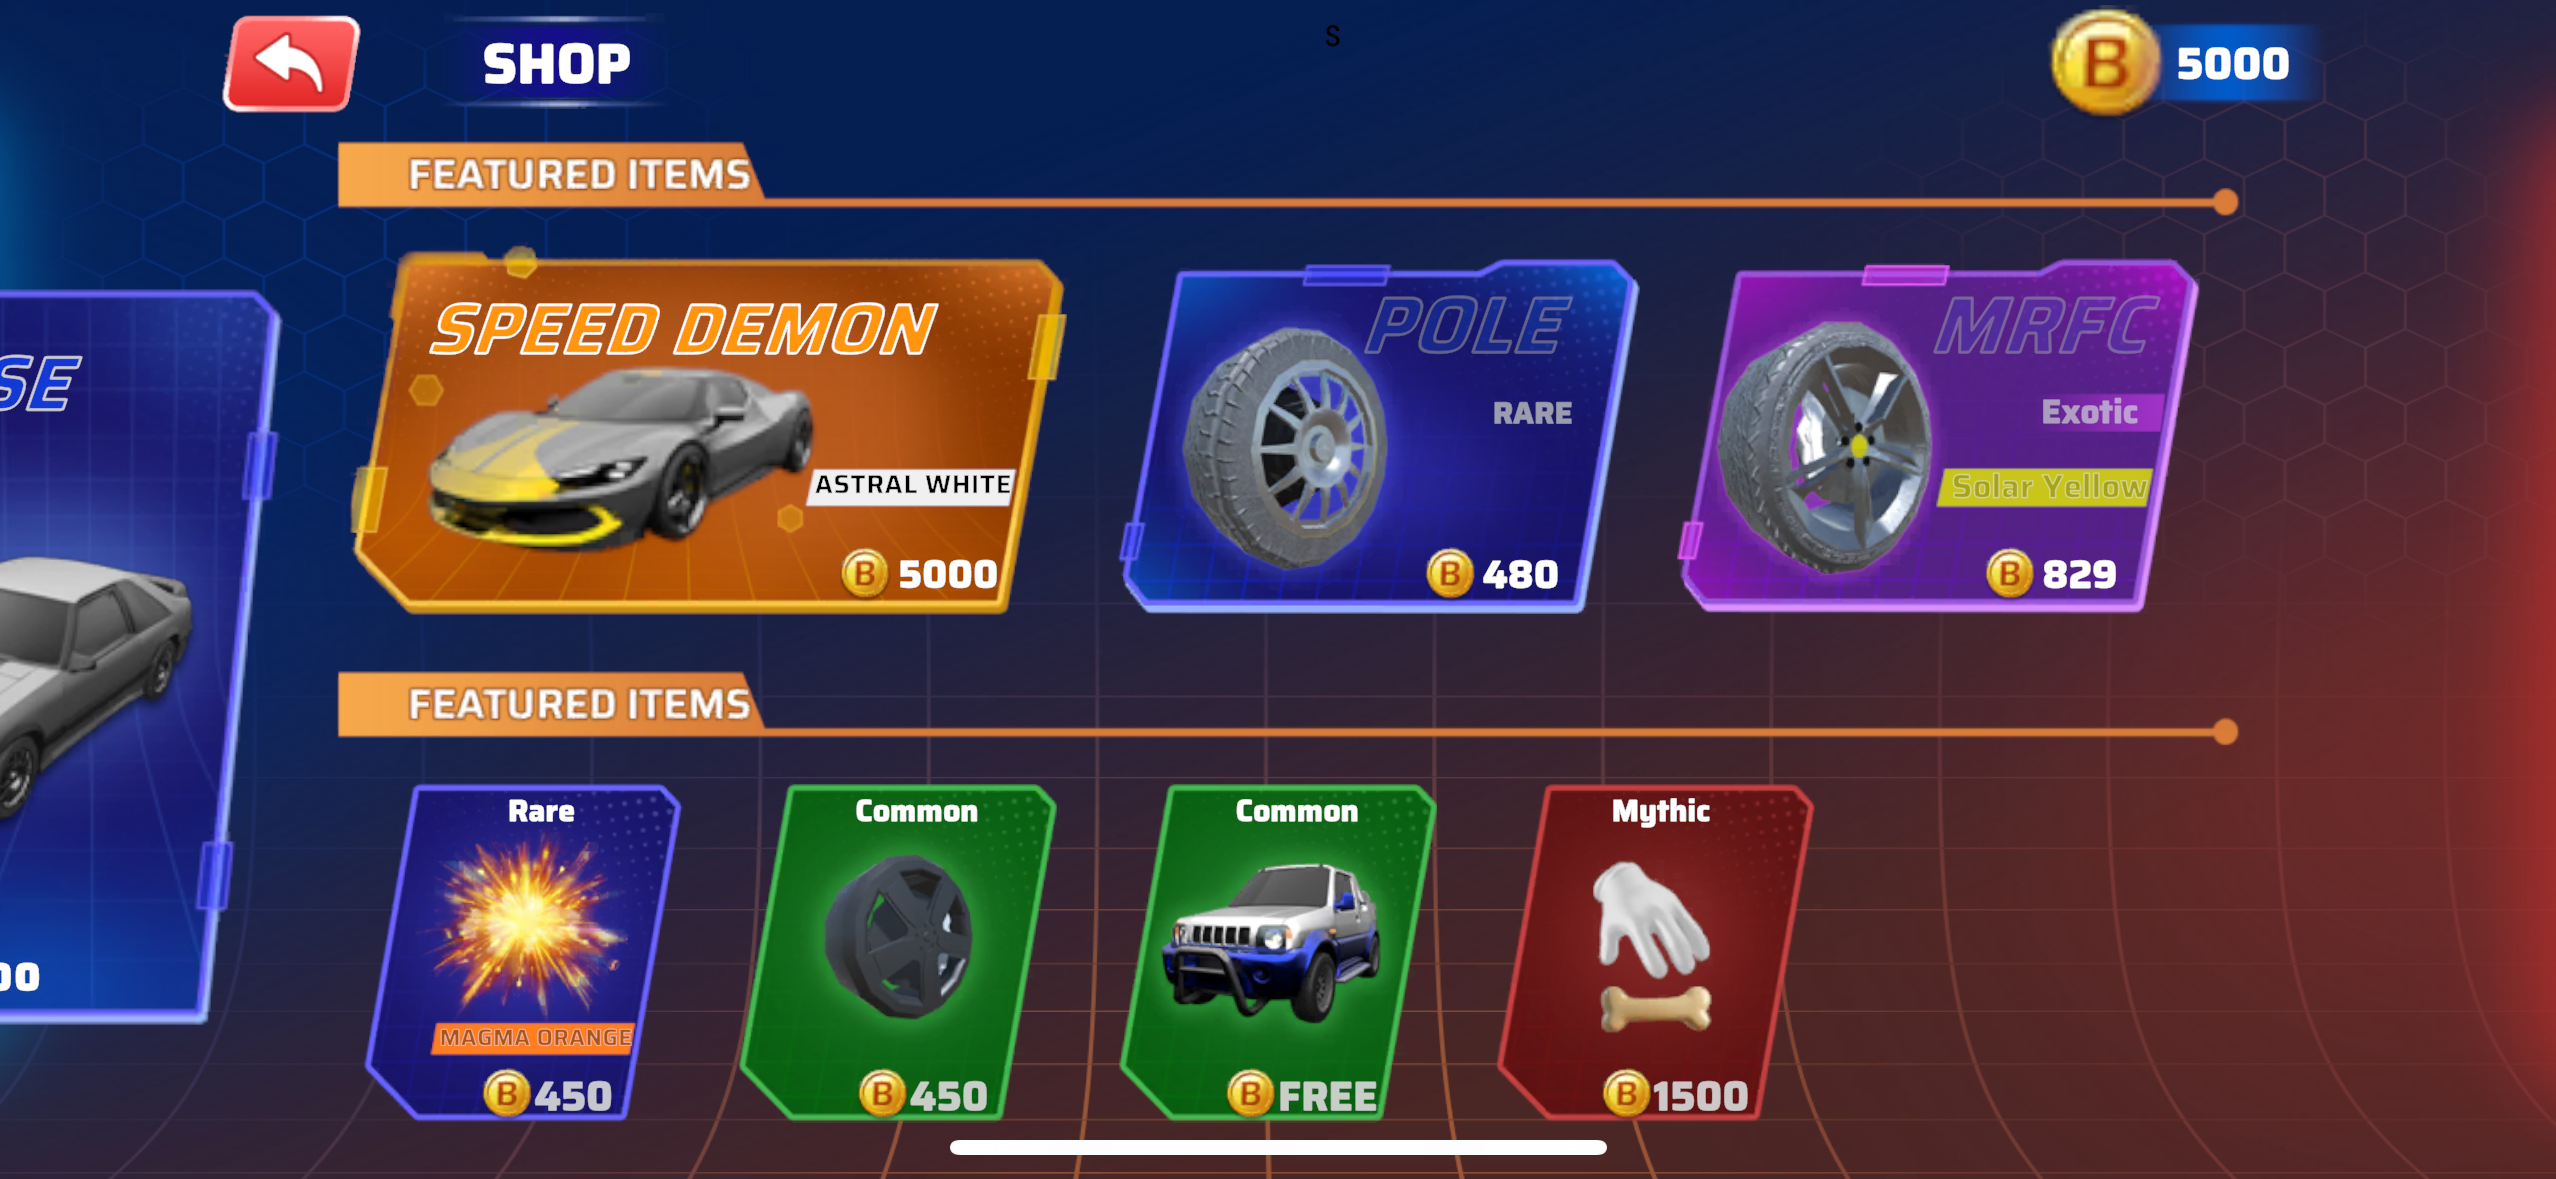 SHOP
S
B 5000
FEATURED ITEMS
SE
00
SPEED DEMON
ASTRAL WHITE
B 5000
POLE
RARE
B 480
MRFC
Exotic
Solar Yellow
B 829
FEATURED ITEMS
Rare
MAGMA ORANGE
B 450
Common
B 450
Common
B FREE
Mythic
B 1500